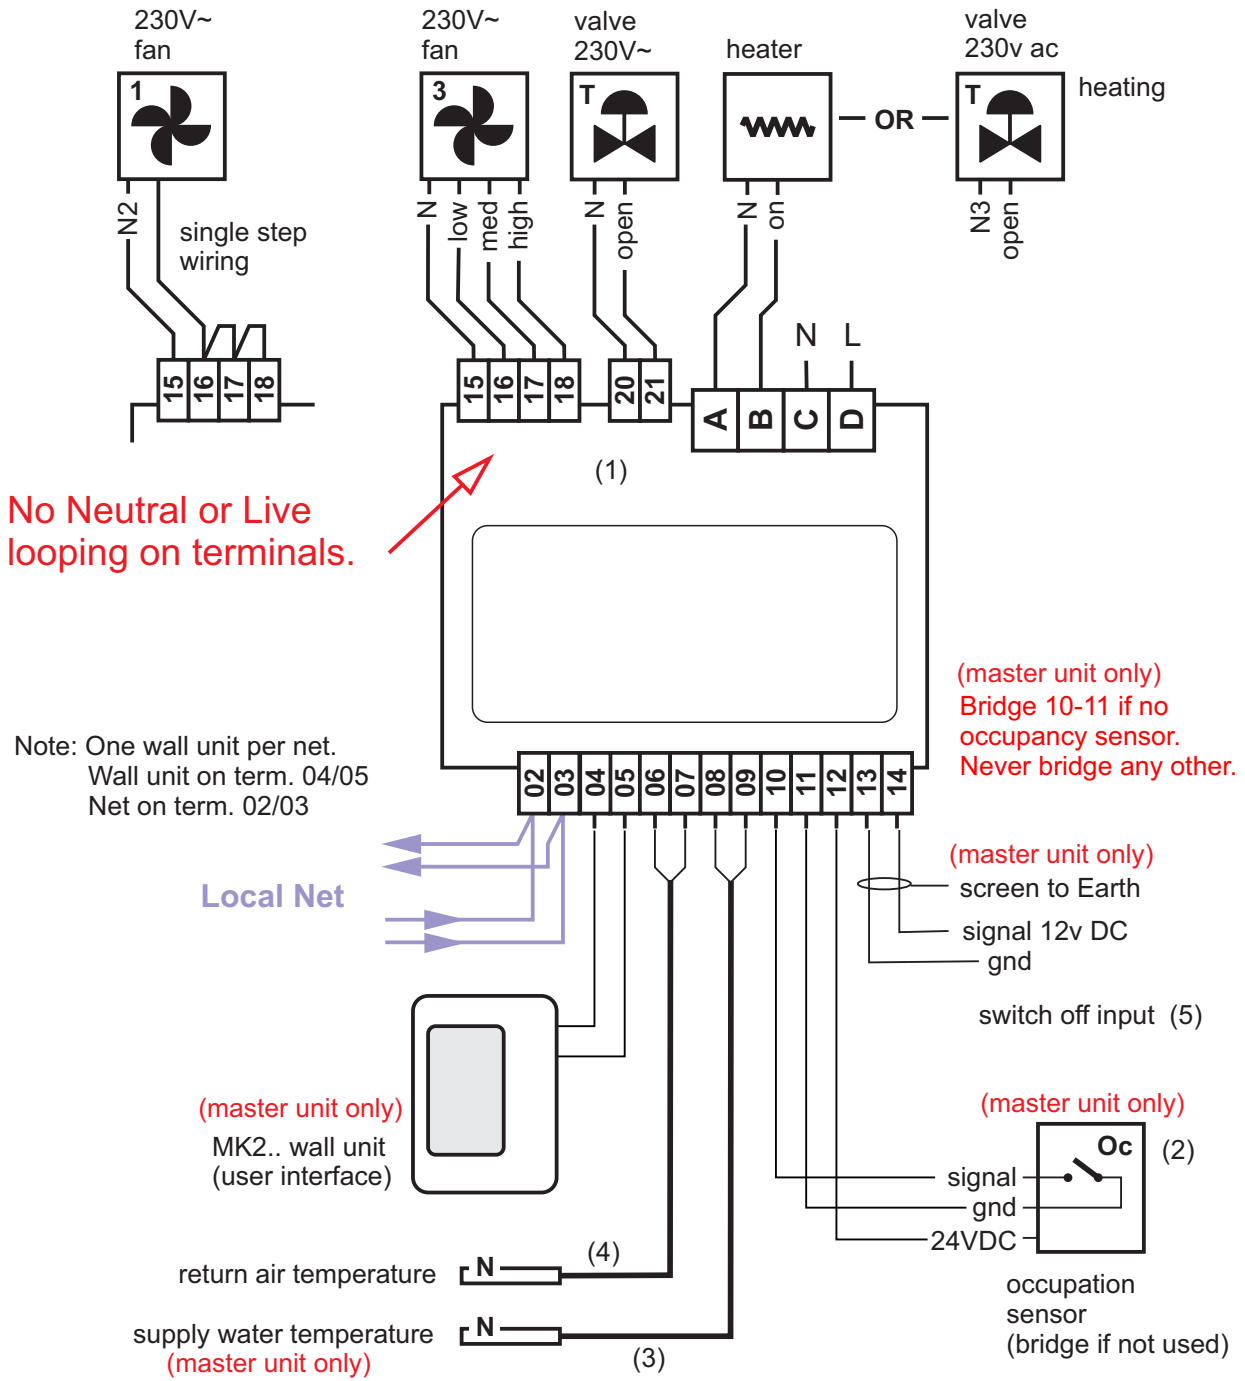 230V~
fan
230V~
fan
valve
230V~
heater
valve
230v ac
1
3
T
OR
T
heating
N2
N
low
med
high
N
open
N
on
N3
open
single step
wiring
N
L
15
16
17
18
15
16
17
18
20
21
A
B
C
D
(1)
No Neutral or Live
looping on terminals.
(master unit only)
Bridge 10-11 if no
occupancy sensor.
Never bridge any other.
Note: One wall unit per net.
Wall unit on term. 04/05
Net on term. 02/03
02
03
04
05
06
07
08
09
10
11
12
13
14
Local Net
(master unit only)
screen to Earth
signal 12v DC
gnd
switch off input (5)
(master unit only)
MK2.. wall unit
(user interface)
(master unit only)
Oc
(2)
signal
gnd
24VDC
occupation
sensor
(bridge if not used)
return air temperature
N
(4)
supply water temperature
(master unit only)
N
(3)